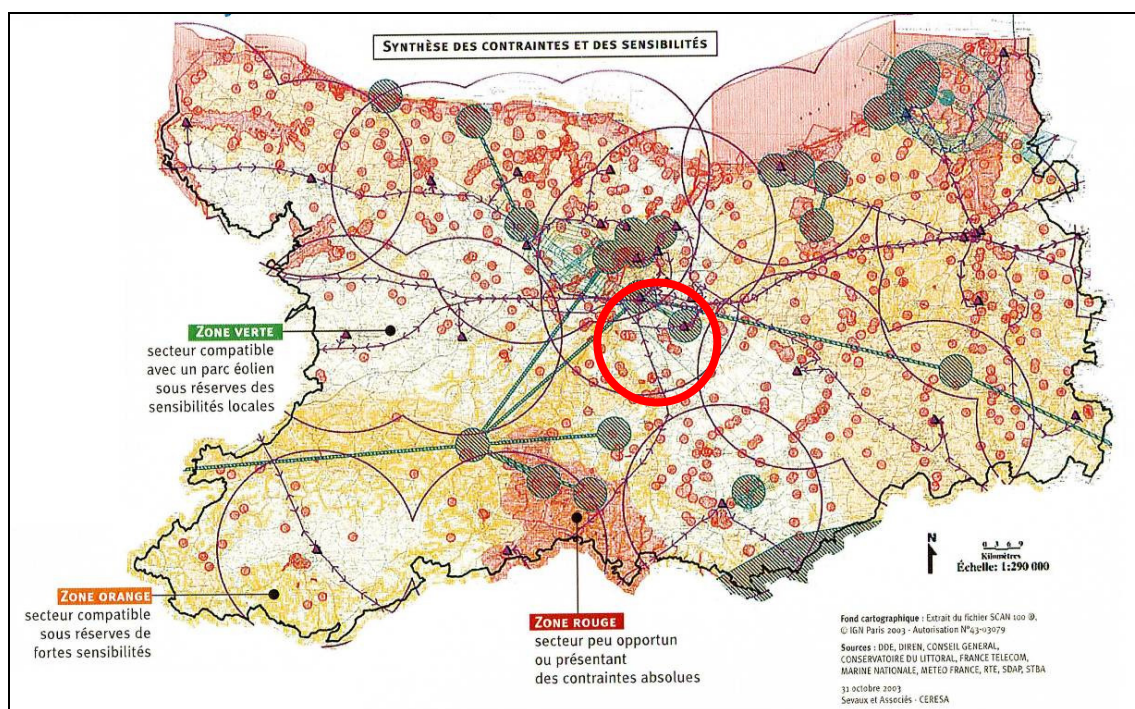 SYNTHÈSE DES CONTRAINTES ET DES SENSIBILITÉS
ZONE VERTE
secteur compatible
avec un parc éolien
sous réserves des
sensibilités locales
ZONE ORANGE
secteur compatible
sous réserves de
fortes sensibilités
ZONE ROUGE
secteur peu opportun
ou présentant
des contraintes absolues
N
0 3 6 9
Kilomètres
Échelle: 1:290 000
Fond cartographique : Extrait du fichier SCAN 100 ®,
© IGN Paris 2003 - Autorisation N°43-03079
Sources : DDE, DIREN, CONSEIL GENERAL,
CONSERVATOIRE DU LITTORAL, FRANCE TELECOM,
MARINE NATIONALE, METEO FRANCE, RTE, SDAP, STBA
31 octobre 2003
Sevaux et Associés - CERESA